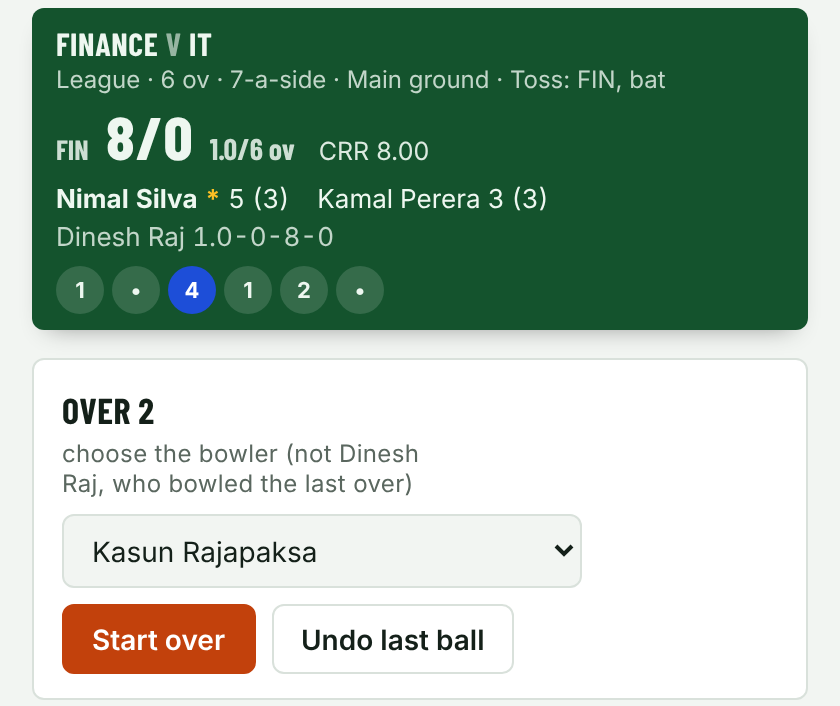 FINANCE V IT
League · 6 ov · 7-a-side · Main ground · Toss: FIN, bat
FIN 8/0 1.0/6 ov CRR 8.00
Nimal Silva * 5 (3) Kamal Perera 3 (3)
Dinesh Raj 1.0-0-8-0
1 • 4 1 2 •
OVER 2
choose the bowler (not Dinesh
Raj, who bowled the last over)
Kasun Rajapaksa
Start over Undo last ball